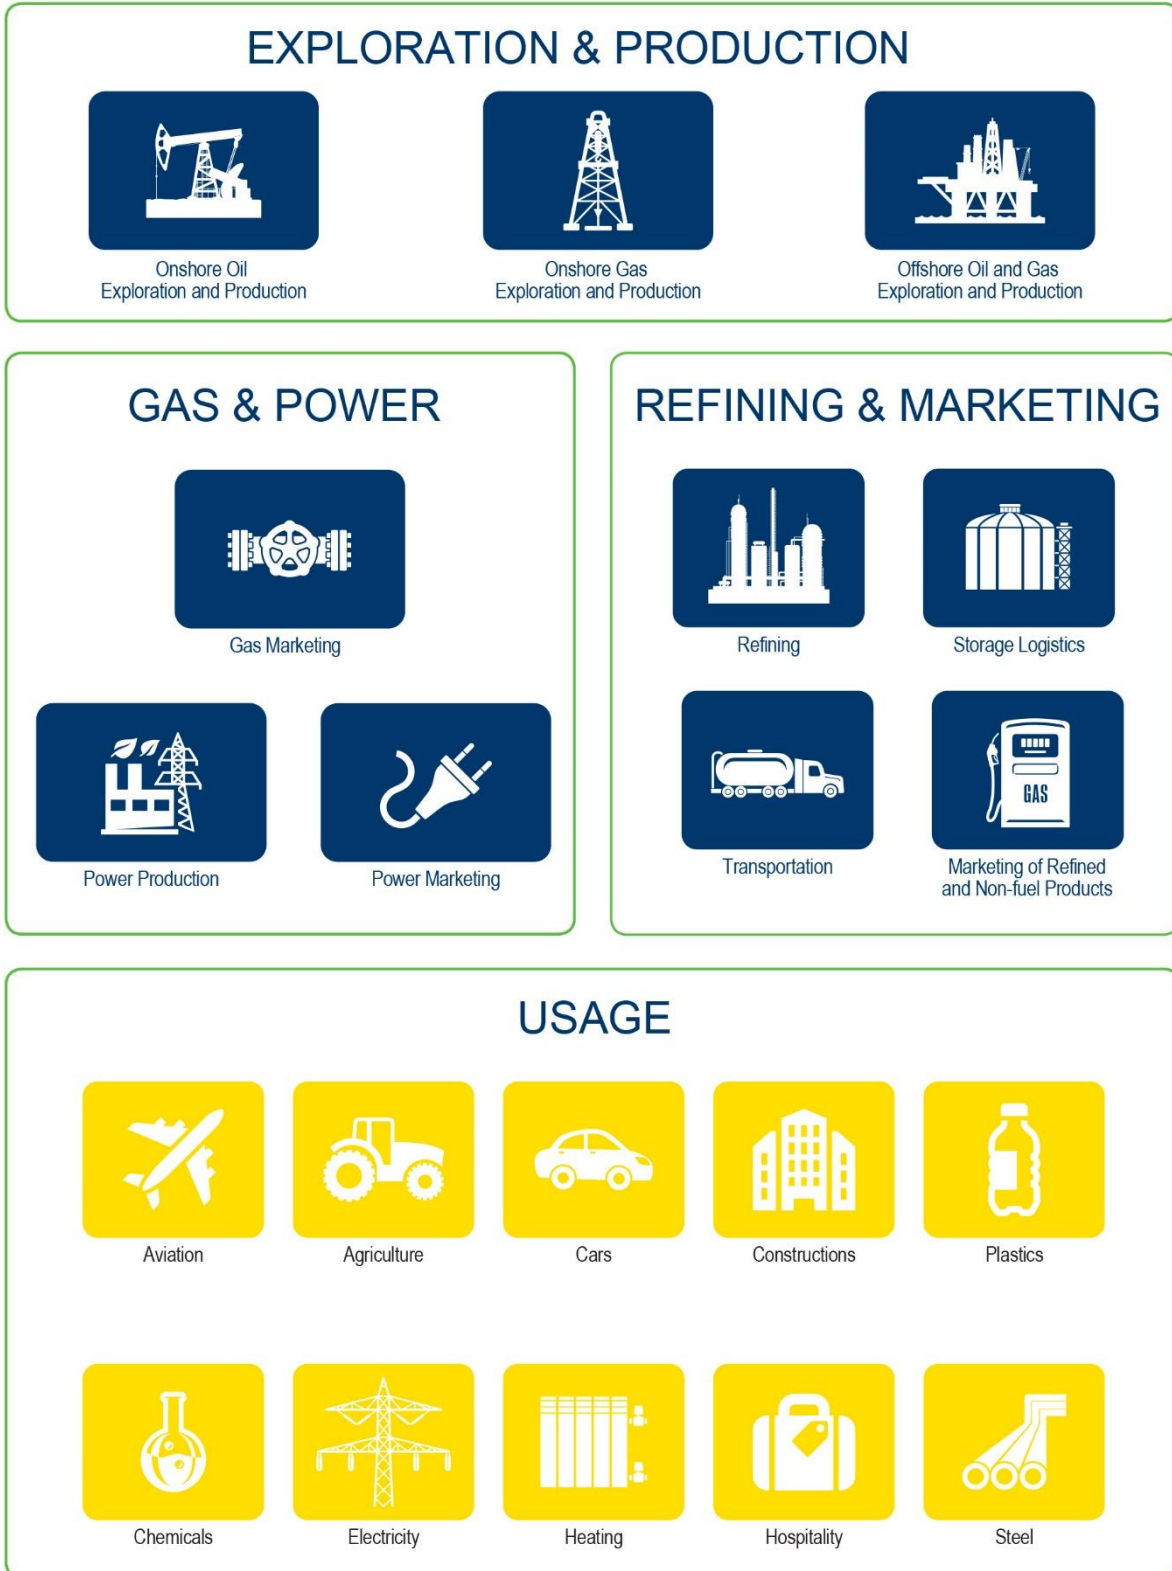 EXPLORATION & PRODUCTION
Onshore Oil
Exploration and Production
Onshore Gas
Exploration and Production
Offshore Oil and Gas
Exploration and Production
GAS & POWER
Gas Marketing
Power Production
Power Marketing
REFINING & MARKETING
Refining
Storage Logistics
Transportation
GAS
Marketing of Refined
and Non-fuel Products
USAGE
Aviation
Agriculture
Cars
Constructions
Plastics
Chemicals
Electricity
Heating
Hospitality
Steel